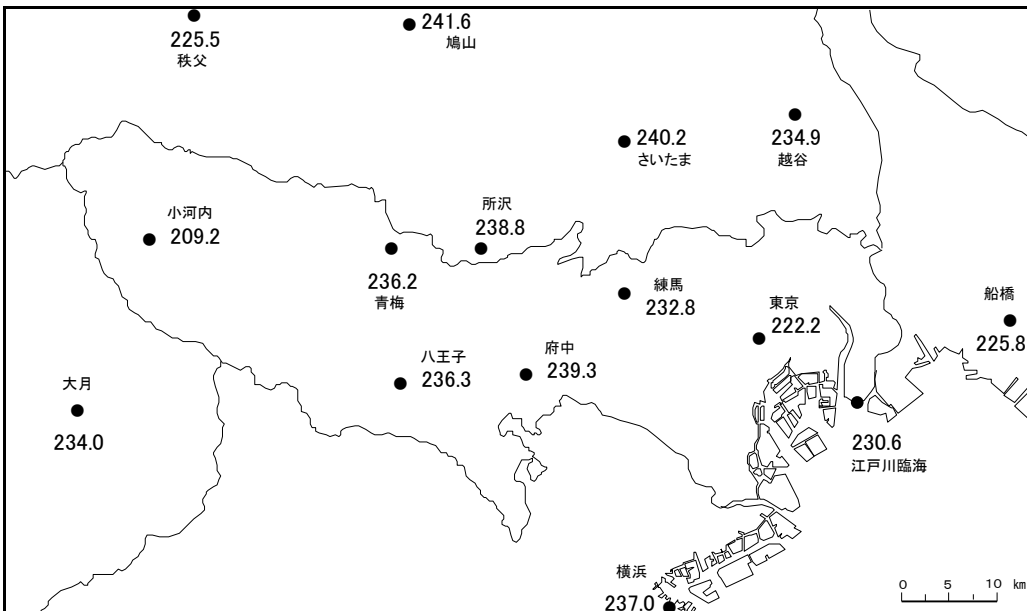 225.5
秩父
241.6
鳩山
240.2
さいたま
234.9
越谷
小河内
209.2
所沢
238.8
236.2
青梅
練馬
232.8
東京
222.2
船橋
225.8
大月
234.0
八王子
236.3
府中
239.3
230.6
江戸川臨海
横浜
237.0
0 5 10 km